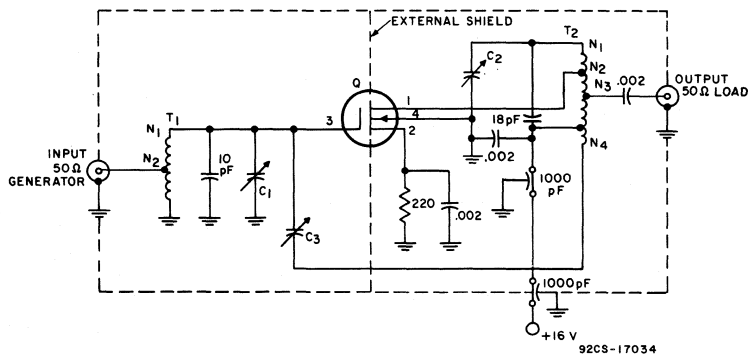 EXTERNAL SHIELD
T2
N1
N2
N3
.002
OUTPUT
50Ω LOAD
C2
Q
1
4
3
2
18pF
N4
.002
T1
N1
N2
INPUT
50Ω
GENERATOR
10
pF
C1
C3
220
.002
1000
pF
1000pF
+16 V
92CS-17034